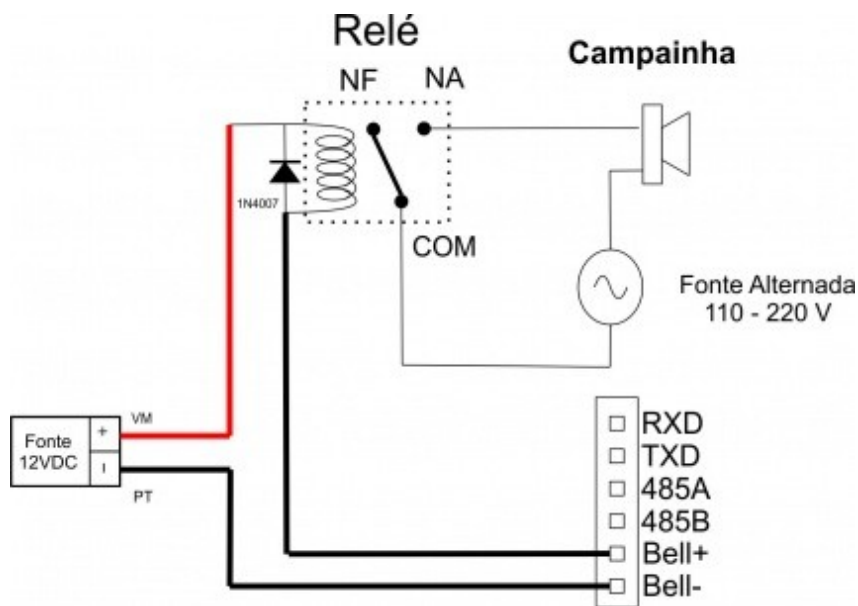 Relé
Campainha
NF
NA
1N4007
COM
Fonte Alternada
110 - 220 V
VM
+
Fonte
12VDC
PT
RXD
TXD
485A
485B
Bell+
Bell-